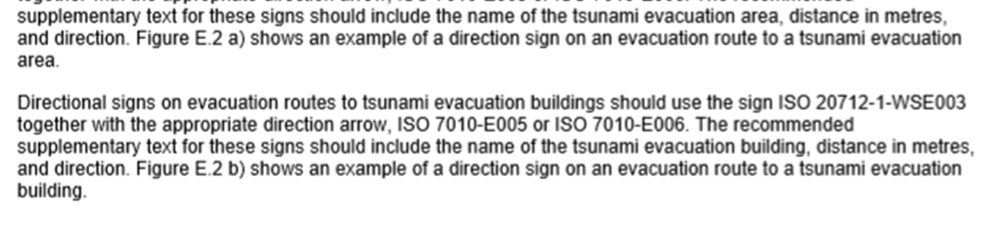 supplementary text for these signs should include the name of the tsunami evacuation area, distance in metres,
and direction. Figure E.2 a) shows an example of a direction sign on an evacuation route to a tsunami evacuation
area.
Directional signs on evacuation routes to tsunami evacuation buildings should use the sign ISO 20712-1-WSE003
together with the appropriate direction arrow, ISO 7010-E005 or ISO 7010-E006. The recommended
supplementary text for these signs should include the name of the tsunami evacuation building, distance in metres,
and direction. Figure E.2 b) shows an example of a direction sign on an evacuation route to a tsunami evacuation
building.